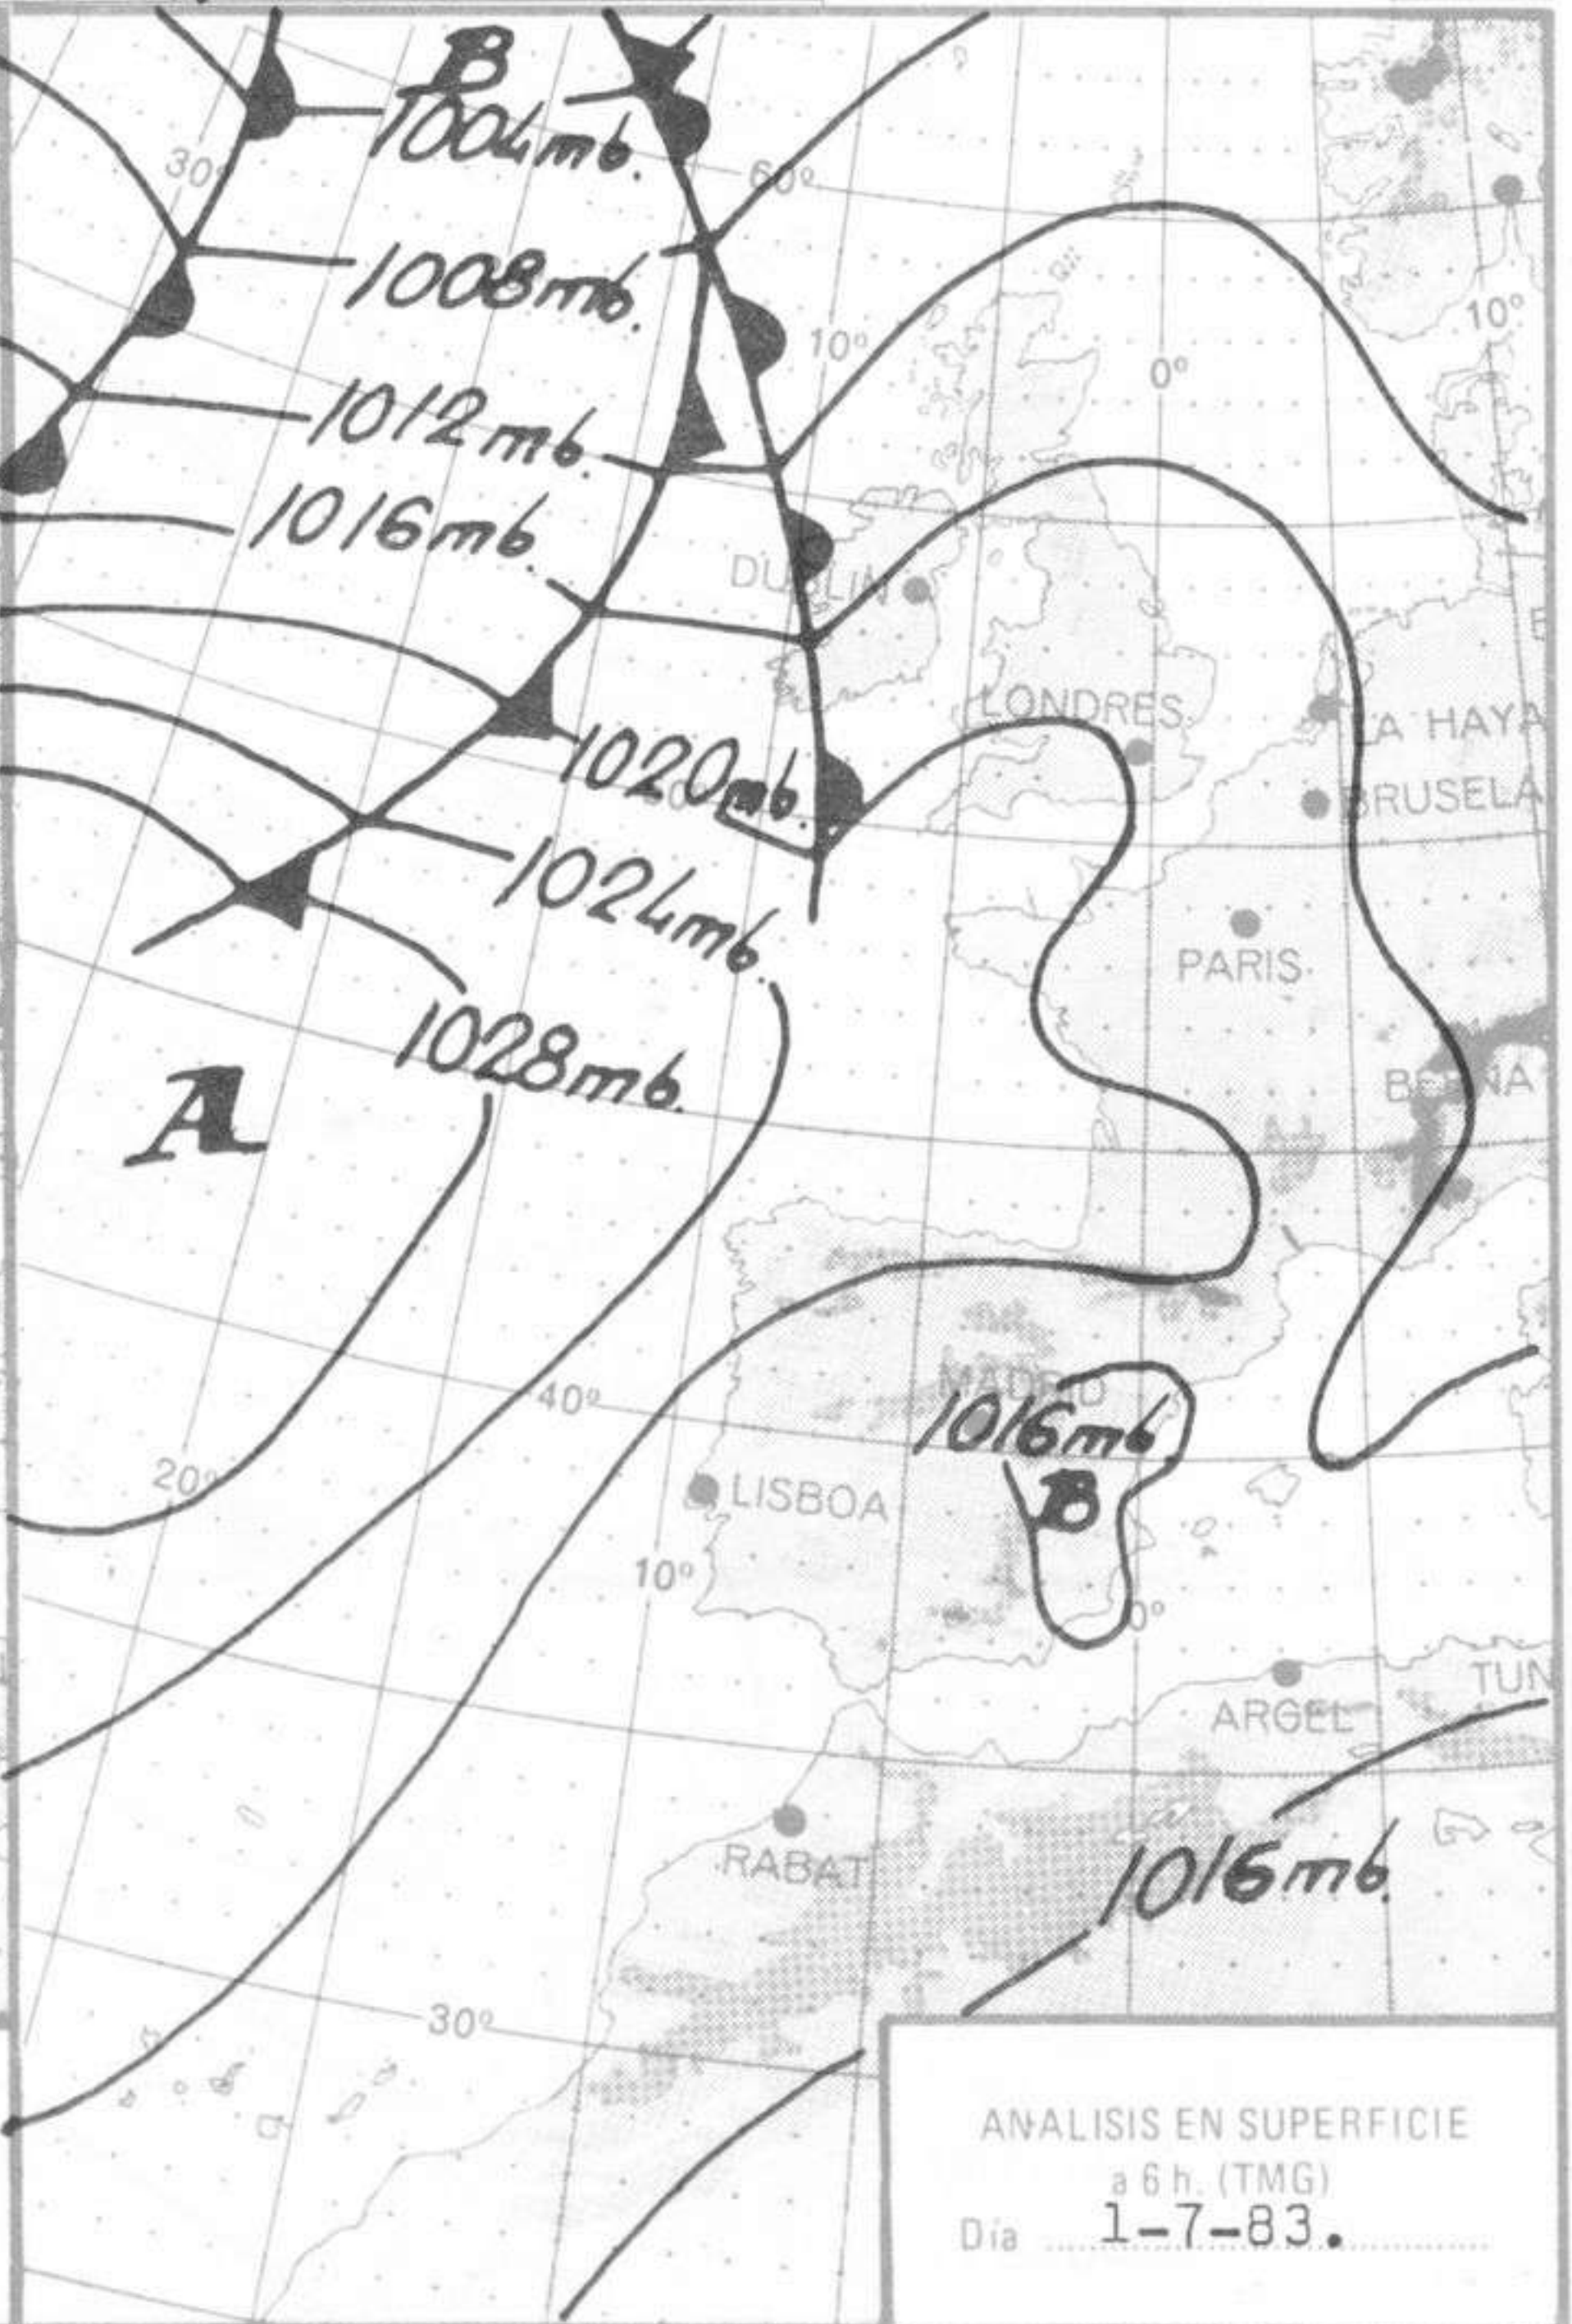 B
1004mb.
30º
60º
1008mb.
10º
10º
0º
1012mb.
1016mb.
DUBLIN
LONDRES
LA HAYA
1020mb.
BRUSELA
1024mb.
PARIS
1028mb.
BERNA
A
40º
MADRID
1016mb
20º
B
LISBOA
10º
0º
TUN
ARGEL
RABAT
1016mb.
30º
ANALISIS EN SUPERFICIE
a 6 h. (TMG)
Día 1-7-83.